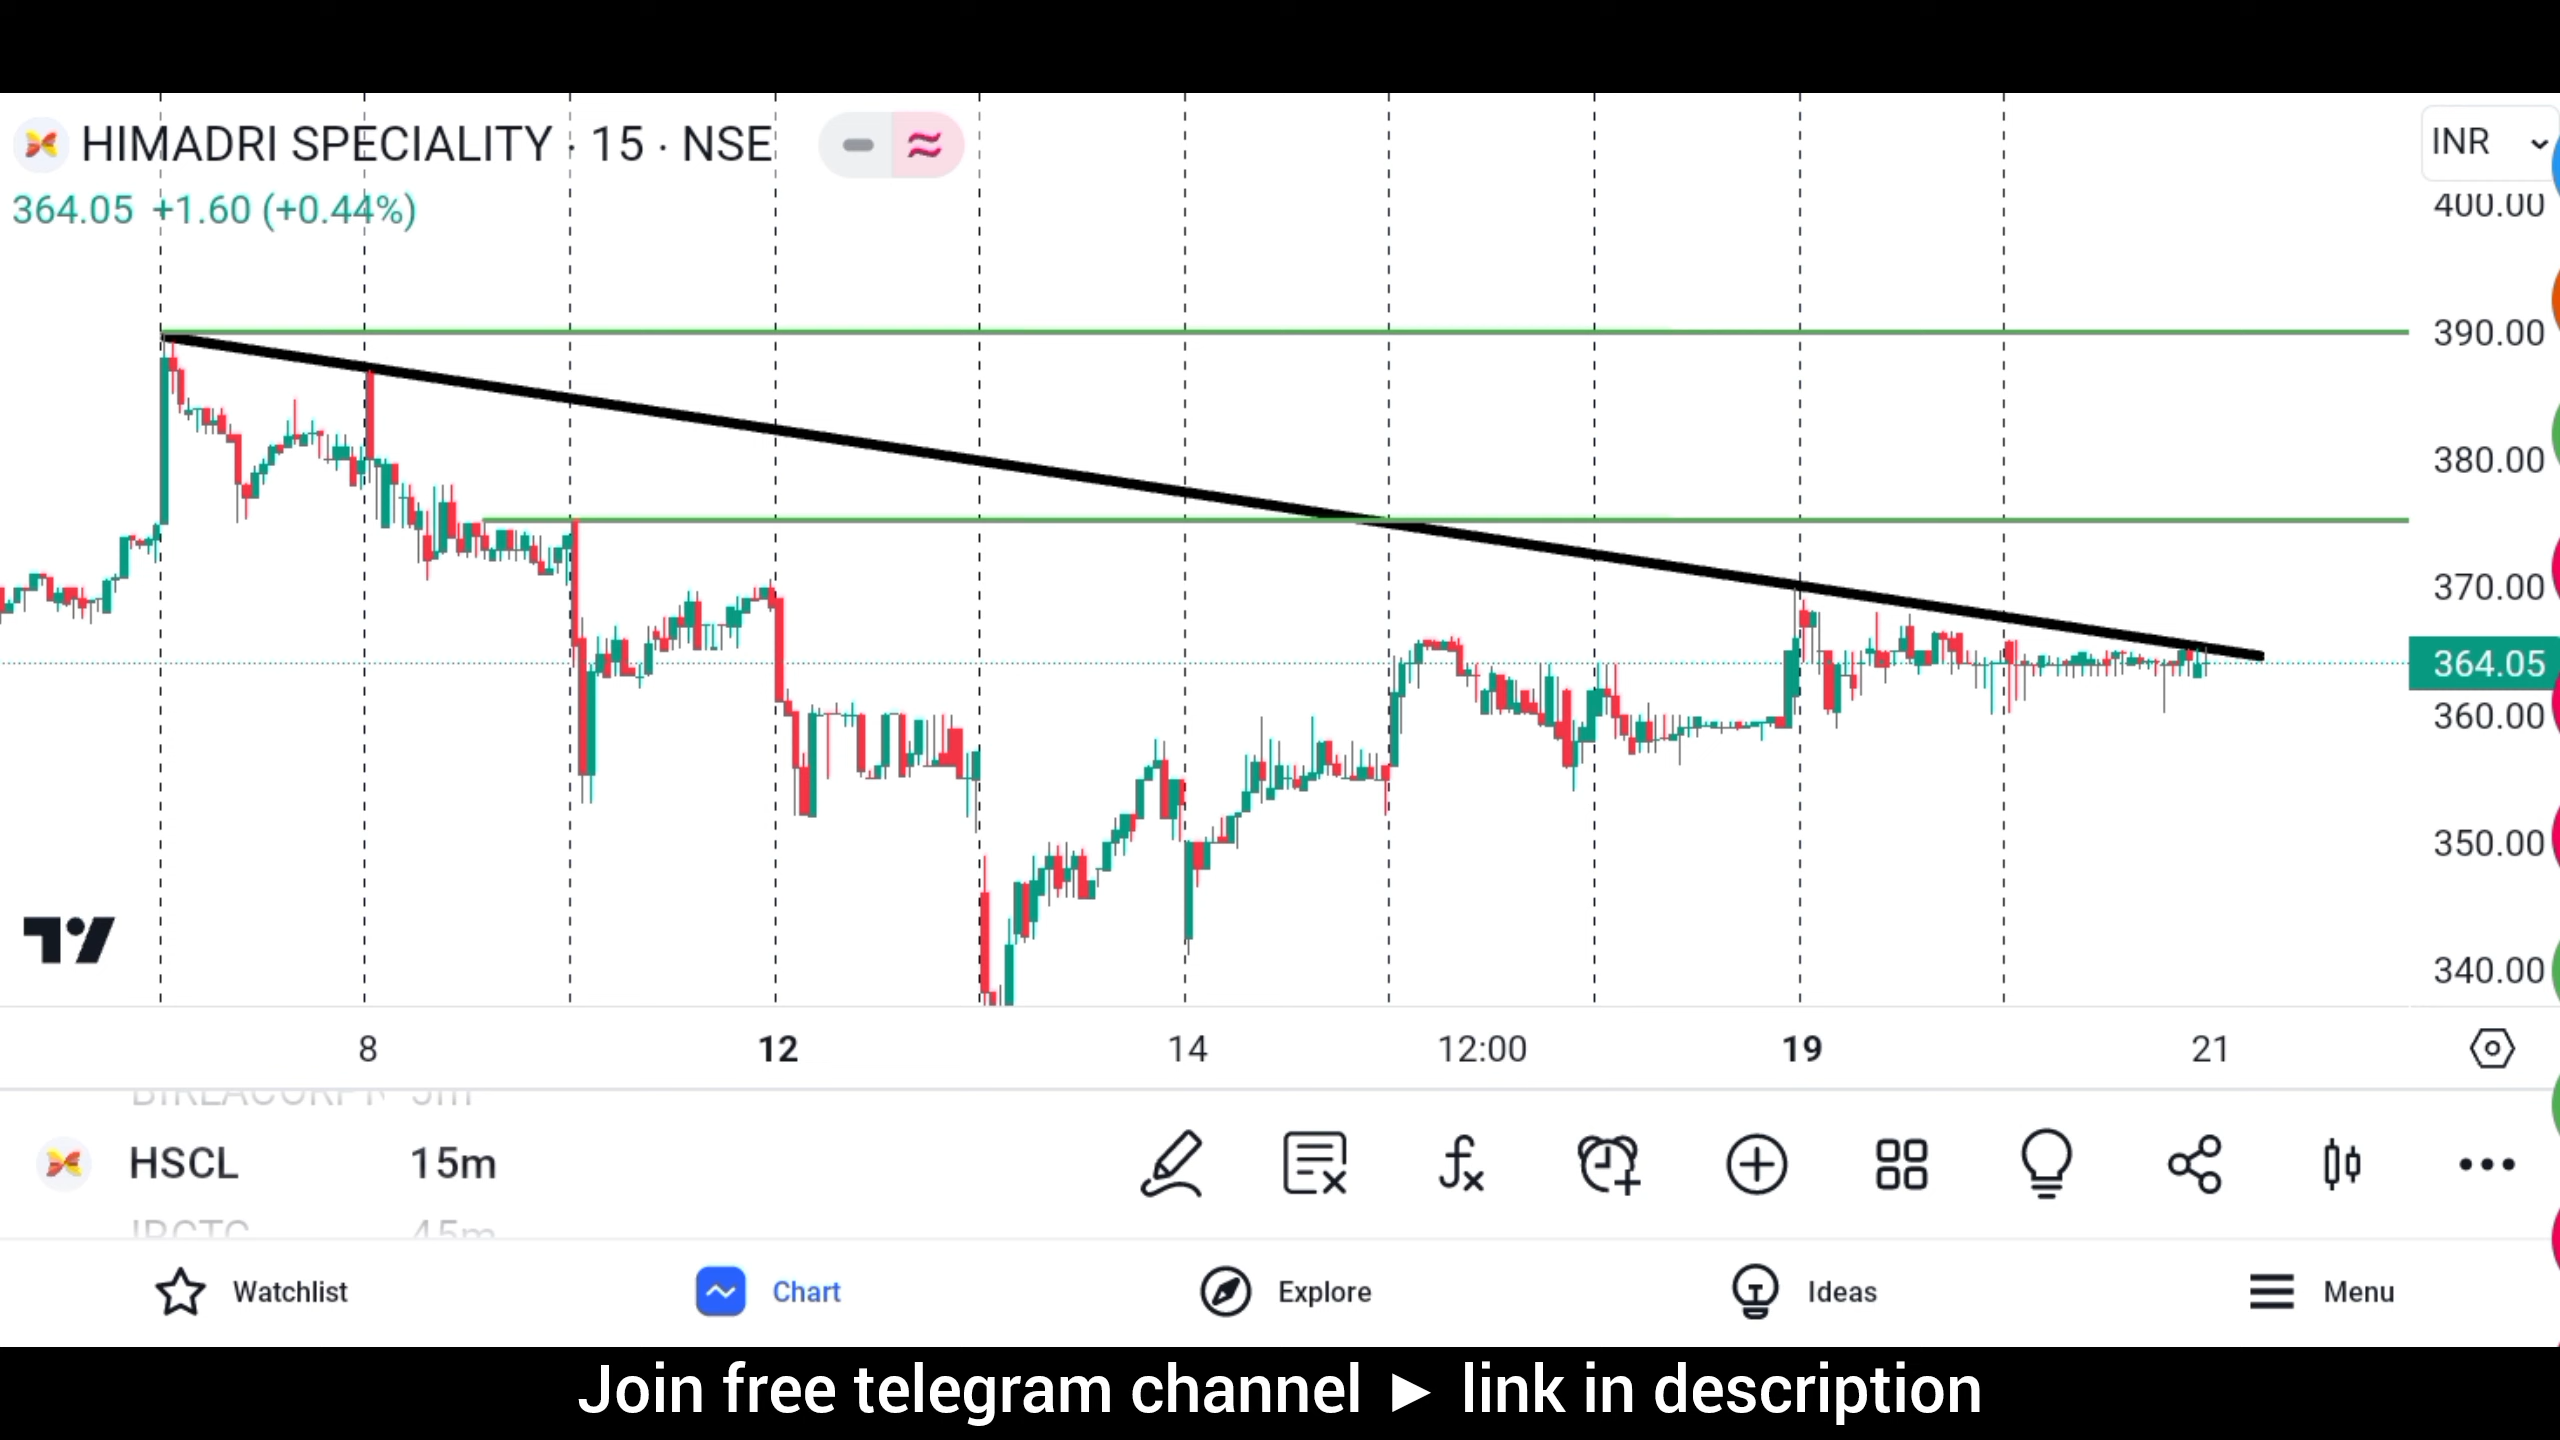 HIMADRI SPECIALITY · 15 · NSE
INR
364.05 +1.60 (+0.44%)
400.00
390.00
380.00
370.00
364.05
360.00
350.00
340.00
8 12 14 12:00 19 21
HSCL 15m
Watchlist Chart Explore Ideas Menu
Join free telegram channel ► link in description